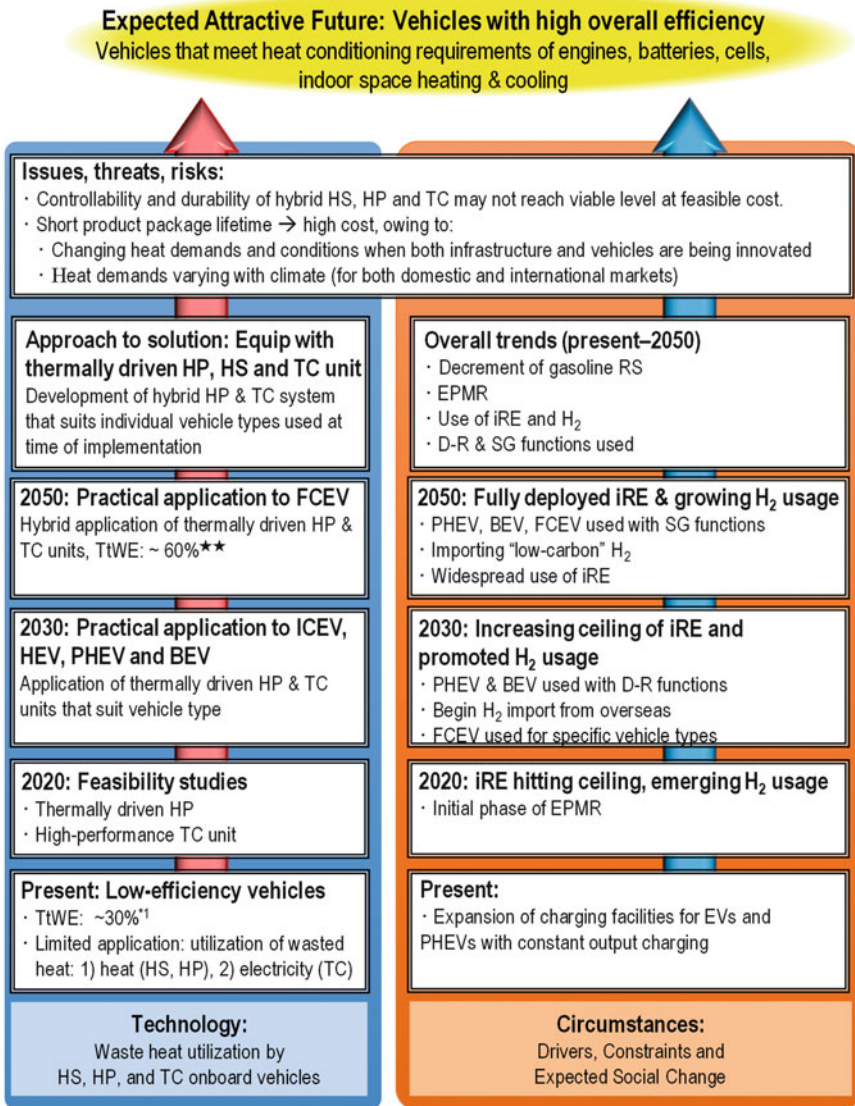 Expected Attractive Future: Vehicles with high overall efficiency
Vehicles that meet heat conditioning requirements of engines, batteries, cells,
indoor space heating & cooling
Issues, threats, risks:
· Controllability and durability of hybrid HS, HP and TC may not reach viable level at feasible cost.
· Short product package lifetime → high cost, owing to:
· Changing heat demands and conditions when both infrastructure and vehicles are being innovated
· Heat demands varying with climate (for both domestic and international markets)
Approach to solution: Equip with
thermally driven HP, HS and TC unit
Development of hybrid HP & TC system
that suits individual vehicle types used at
time of implementation
2050: Practical application to FCEV
Hybrid application of thermally driven HP &
TC units, TtWE: ~ 60%★★
2030: Practical application to ICEV,
HEV, PHEV and BEV
Application of thermally driven HP & TC
units that suit vehicle type
2020: Feasibility studies
· Thermally driven HP
· High-performance TC unit
Present: Low-efficiency vehicles
· TtWE: ~30%*1
· Limited application: utilization of wasted
heat: 1) heat (HS, HP), 2) electricity (TC)
Technology:
Waste heat utilization by
HS, HP, and TC onboard vehicles
Overall trends (present–2050)
· Decrement of gasoline RS
· EPMR
· Use of iRE and H₂
· D-R & SG functions used
2050: Fully deployed iRE & growing H₂ usage
· PHEV, BEV, FCEV used with SG functions
· Importing “low-carbon” H₂
· Widespread use of iRE
2030: Increasing ceiling of iRE and
promoted H₂ usage
· PHEV & BEV used with D-R functions
· Begin H₂ import from overseas
· FCEV used for specific vehicle types
2020: iRE hitting ceiling, emerging H₂ usage
· Initial phase of EPMR
Present:
· Expansion of charging facilities for EVs and
PHEVs with constant output charging
Circumstances:
Drivers, Constraints and
Expected Social Change